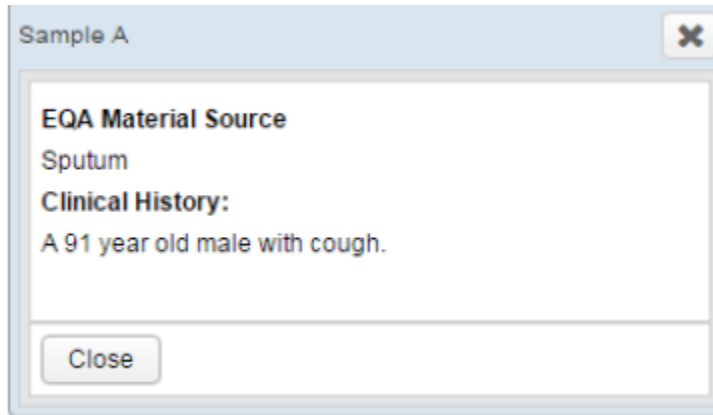 Sample A
EQA Material Source
Sputum
Clinical History:
A 91 year old male with cough.
Close